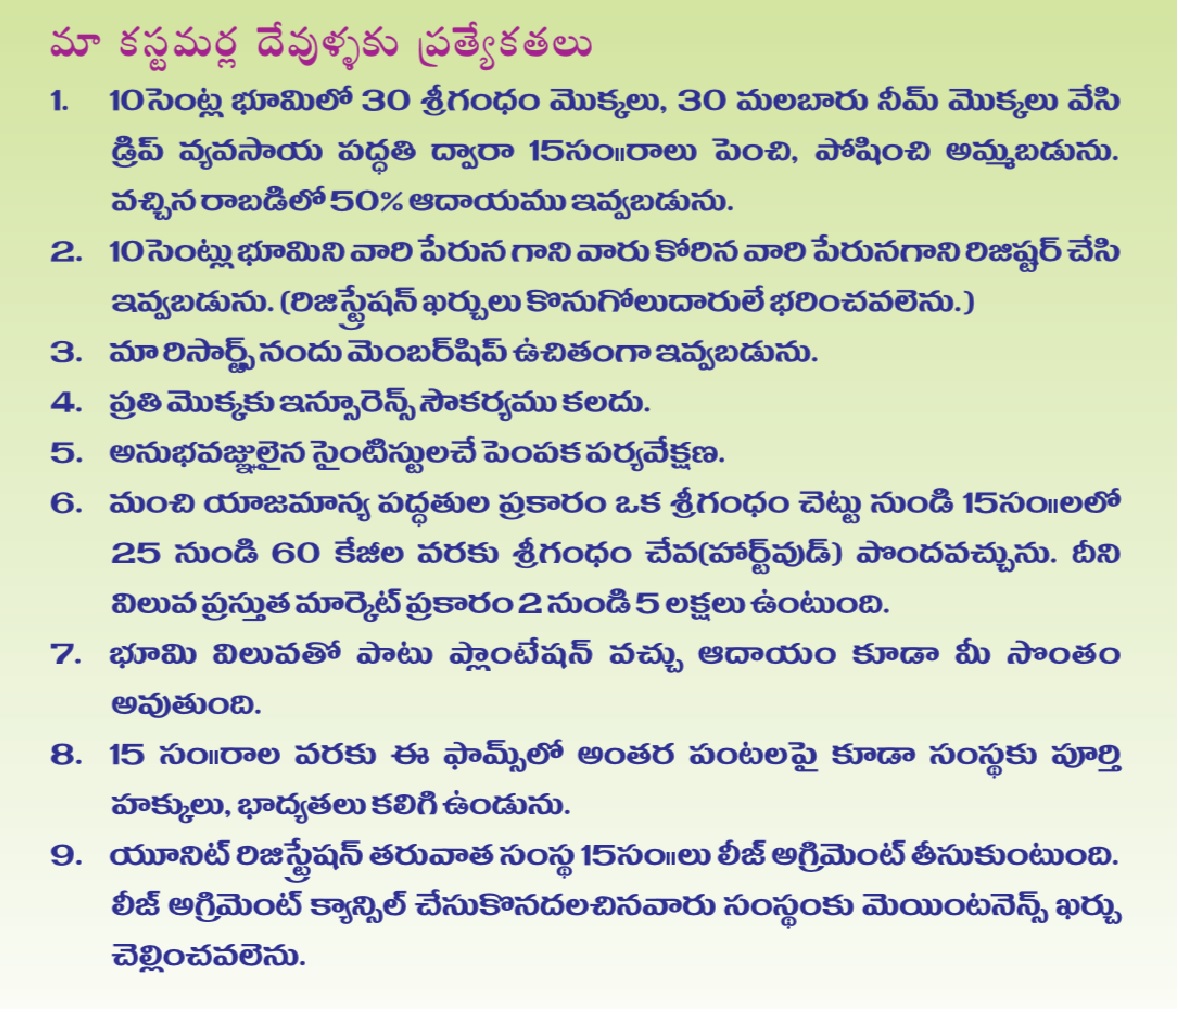 మా కస్టమర్ల దేవుళ్ళకు ప్రత్యేకతలు
1. 10సెంట్ల భూమిలో 30 శ్రీగంధం మొక్కలు, 30 మలబారు నీమ్ మొక్కలు వేసి
డ్రిప్ వ్యవసాయ పద్ధతి ద్వారా 15సం॥రాలు పెంచి, పోషించి అమ్మబడును.
వచ్చిన రాబడిలో 50% ఆదాయము ఇవ్వబడును.
2. 10సెంట్లు భూమిని వారి పేరున గాని వారు కోరిన వారి పేరునగాని రిజిష్టర్ చేసి
ఇవ్వబడును. (రిజిస్ట్రేషన్ ఖర్చులు కొనుగోలుదారులే భరించవలెను.)
3. మా రిసార్ట్స్ నందు మెంబర్‌షిప్ ఉచితంగా ఇవ్వబడును.
4. ప్రతి మొక్కకు ఇన్సూరెన్స్ సౌకర్యము కలదు.
5. అనుభవజ్ఞులైన సైంటిస్టులచే పెంపక పర్యవేక్షణ.
6. మంచి యాజమాన్య పద్ధతుల ప్రకారం ఒక శ్రీగంధం చెట్టు నుండి 15సం॥లలో
25 నుండి 60 కేజీల వరకు శ్రీగంధం చేవ(హార్ట్‌వుడ్) పొందవచ్చును. దీని
విలువ ప్రస్తుత మార్కెట్ ప్రకారం 2 నుండి 5 లక్షలు ఉంటుంది.
7. భూమి విలువతో పాటు ప్లాంటేషన్ వచ్చు ఆదాయం కూడా మీ సొంతం
అవుతుంది.
8. 15 సం॥రాల వరకు ఈ ఫామ్స్‌లో అంతర పంటలపై కూడా సంస్థకు పూర్తి
హక్కులు, భాద్యతలు కలిగి ఉండును.
9. యూనిట్ రిజిస్ట్రేషన్ తరువాత సంస్థ 15సం॥లు లీజ్ అగ్రిమెంట్ తీసుకుంటుంది.
లీజ్ అగ్రిమెంట్ క్యాన్సిల్ చేసుకొనదలచినవారు సంస్థంకు మెయింటనెన్స్ ఖర్చు
చెల్లించవలెను.